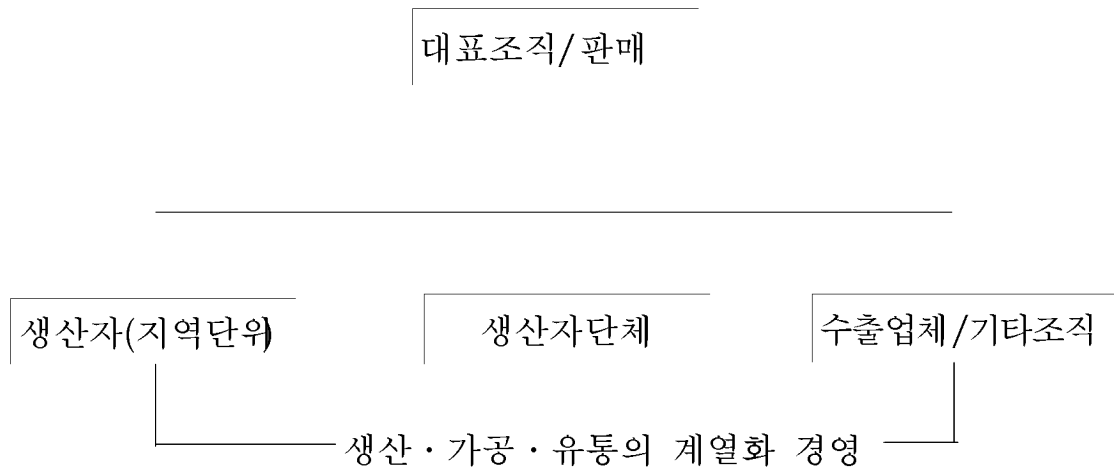 대표조직/판매
생산자(지역단위)
생산자단체
수출업체/기타조직
생산·가공·유통의 계열화 경영